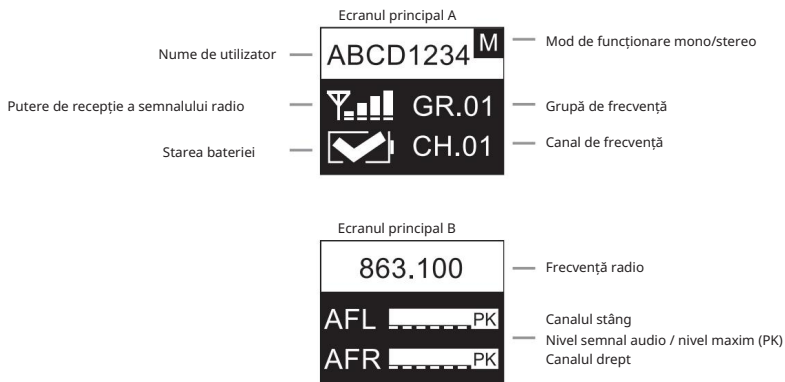 Ecranul principal A
Nume de utilizator
ABCD1234
M
Mod de funcționare mono/stereo
Putere de recepție a semnalului radio
GR.01
Grupă de frecvență
Starea bateriei
CH.01
Canal de frecvență
Ecranul principal B
863.100
Frecvență radio
AFL
PK
Canalul stâng
Nivel semnal audio / nivel maxim (PK)
AFR
PK
Canalul drept